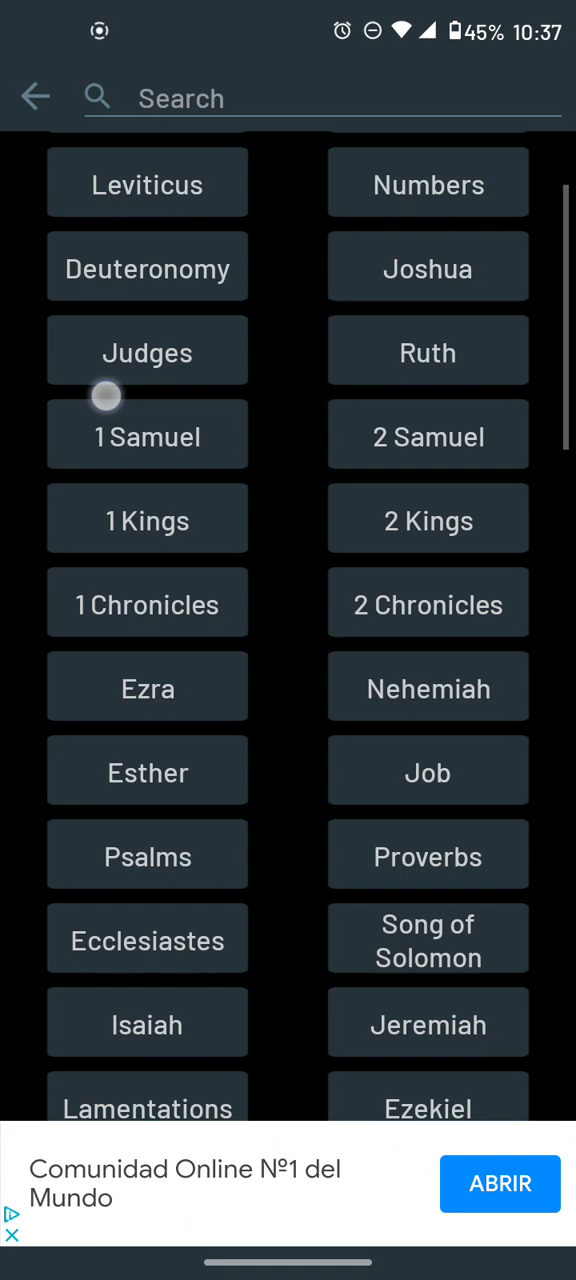 45% 10:37
Search
Leviticus
Numbers
Deuteronomy
Joshua
Judges
Ruth
1 Samuel
2 Samuel
1 Kings
2 Kings
1 Chronicles
2 Chronicles
Ezra
Nehemiah
Esther
Job
Psalms
Proverbs
Ecclesiastes
Song of
Solomon
Isaiah
Jeremiah
Lamentations
Ezekiel
Comunidad Online Nº1 del
Mundo
ABRIR